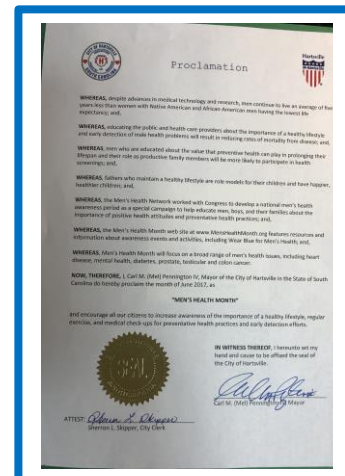 CITY OF HARTSVILLE
H
SOUTH CAROLINA
Proclamation
Hartsville
WHEREAS, despite advances in medical technology and research, men continue to live an average of five
years less than women with Native American and African-American men having the lowest life
expectancy; and,
WHEREAS, educating the public and health care providers about the importance of a healthy lifestyle
and early detection of male health problems will result in reducing rates of mortality from disease; and,
WHEREAS, men who are educated about the value that preventive health can play in prolonging their
lifespan and their role as productive family members will be more likely to participate in health
screenings; and,
WHEREAS, fathers who maintain a healthy lifestyle are role models for their children and have happier,
healthier children; and,
WHEREAS, the Men's Health Network worked with Congress to develop a national men's health
awareness period as a special campaign to help educate men, boys, and their families about the
importance of positive health attitudes and preventative health practices; and,
WHEREAS, the Men's Health Month web site at www.MensHealthMonth.org features resources and
information about awareness events and activities, including Wear Blue for Men's Health; and,
WHEREAS, Men's Health Month will focus on a broad range of men's health issues, including heart
disease, mental health, diabetes, prostate, testicular and colon cancer.
NOW, THEREFORE, I, Carl M. (Mel) Pennington IV, Mayor of the City of Hartsville in the State of South
Carolina do hereby proclaim the month of June 2017, as
"MEN'S HEALTH MONTH"
and encourage all our citizens to increase awareness of the importance of a healthy lifestyle, regular
exercise, and medical check ups for preventative health practices and early detection efforts.
IN WITNESS THEREOF, I hereunto set my
hand and cause to be affixed the seal of
the City of Hartsville.
SEAL
Carl M. (Mel) Pennington IV Mayor
ATTEST: Sherron L. Skipper
Sherron L. Skipper, City Clerk